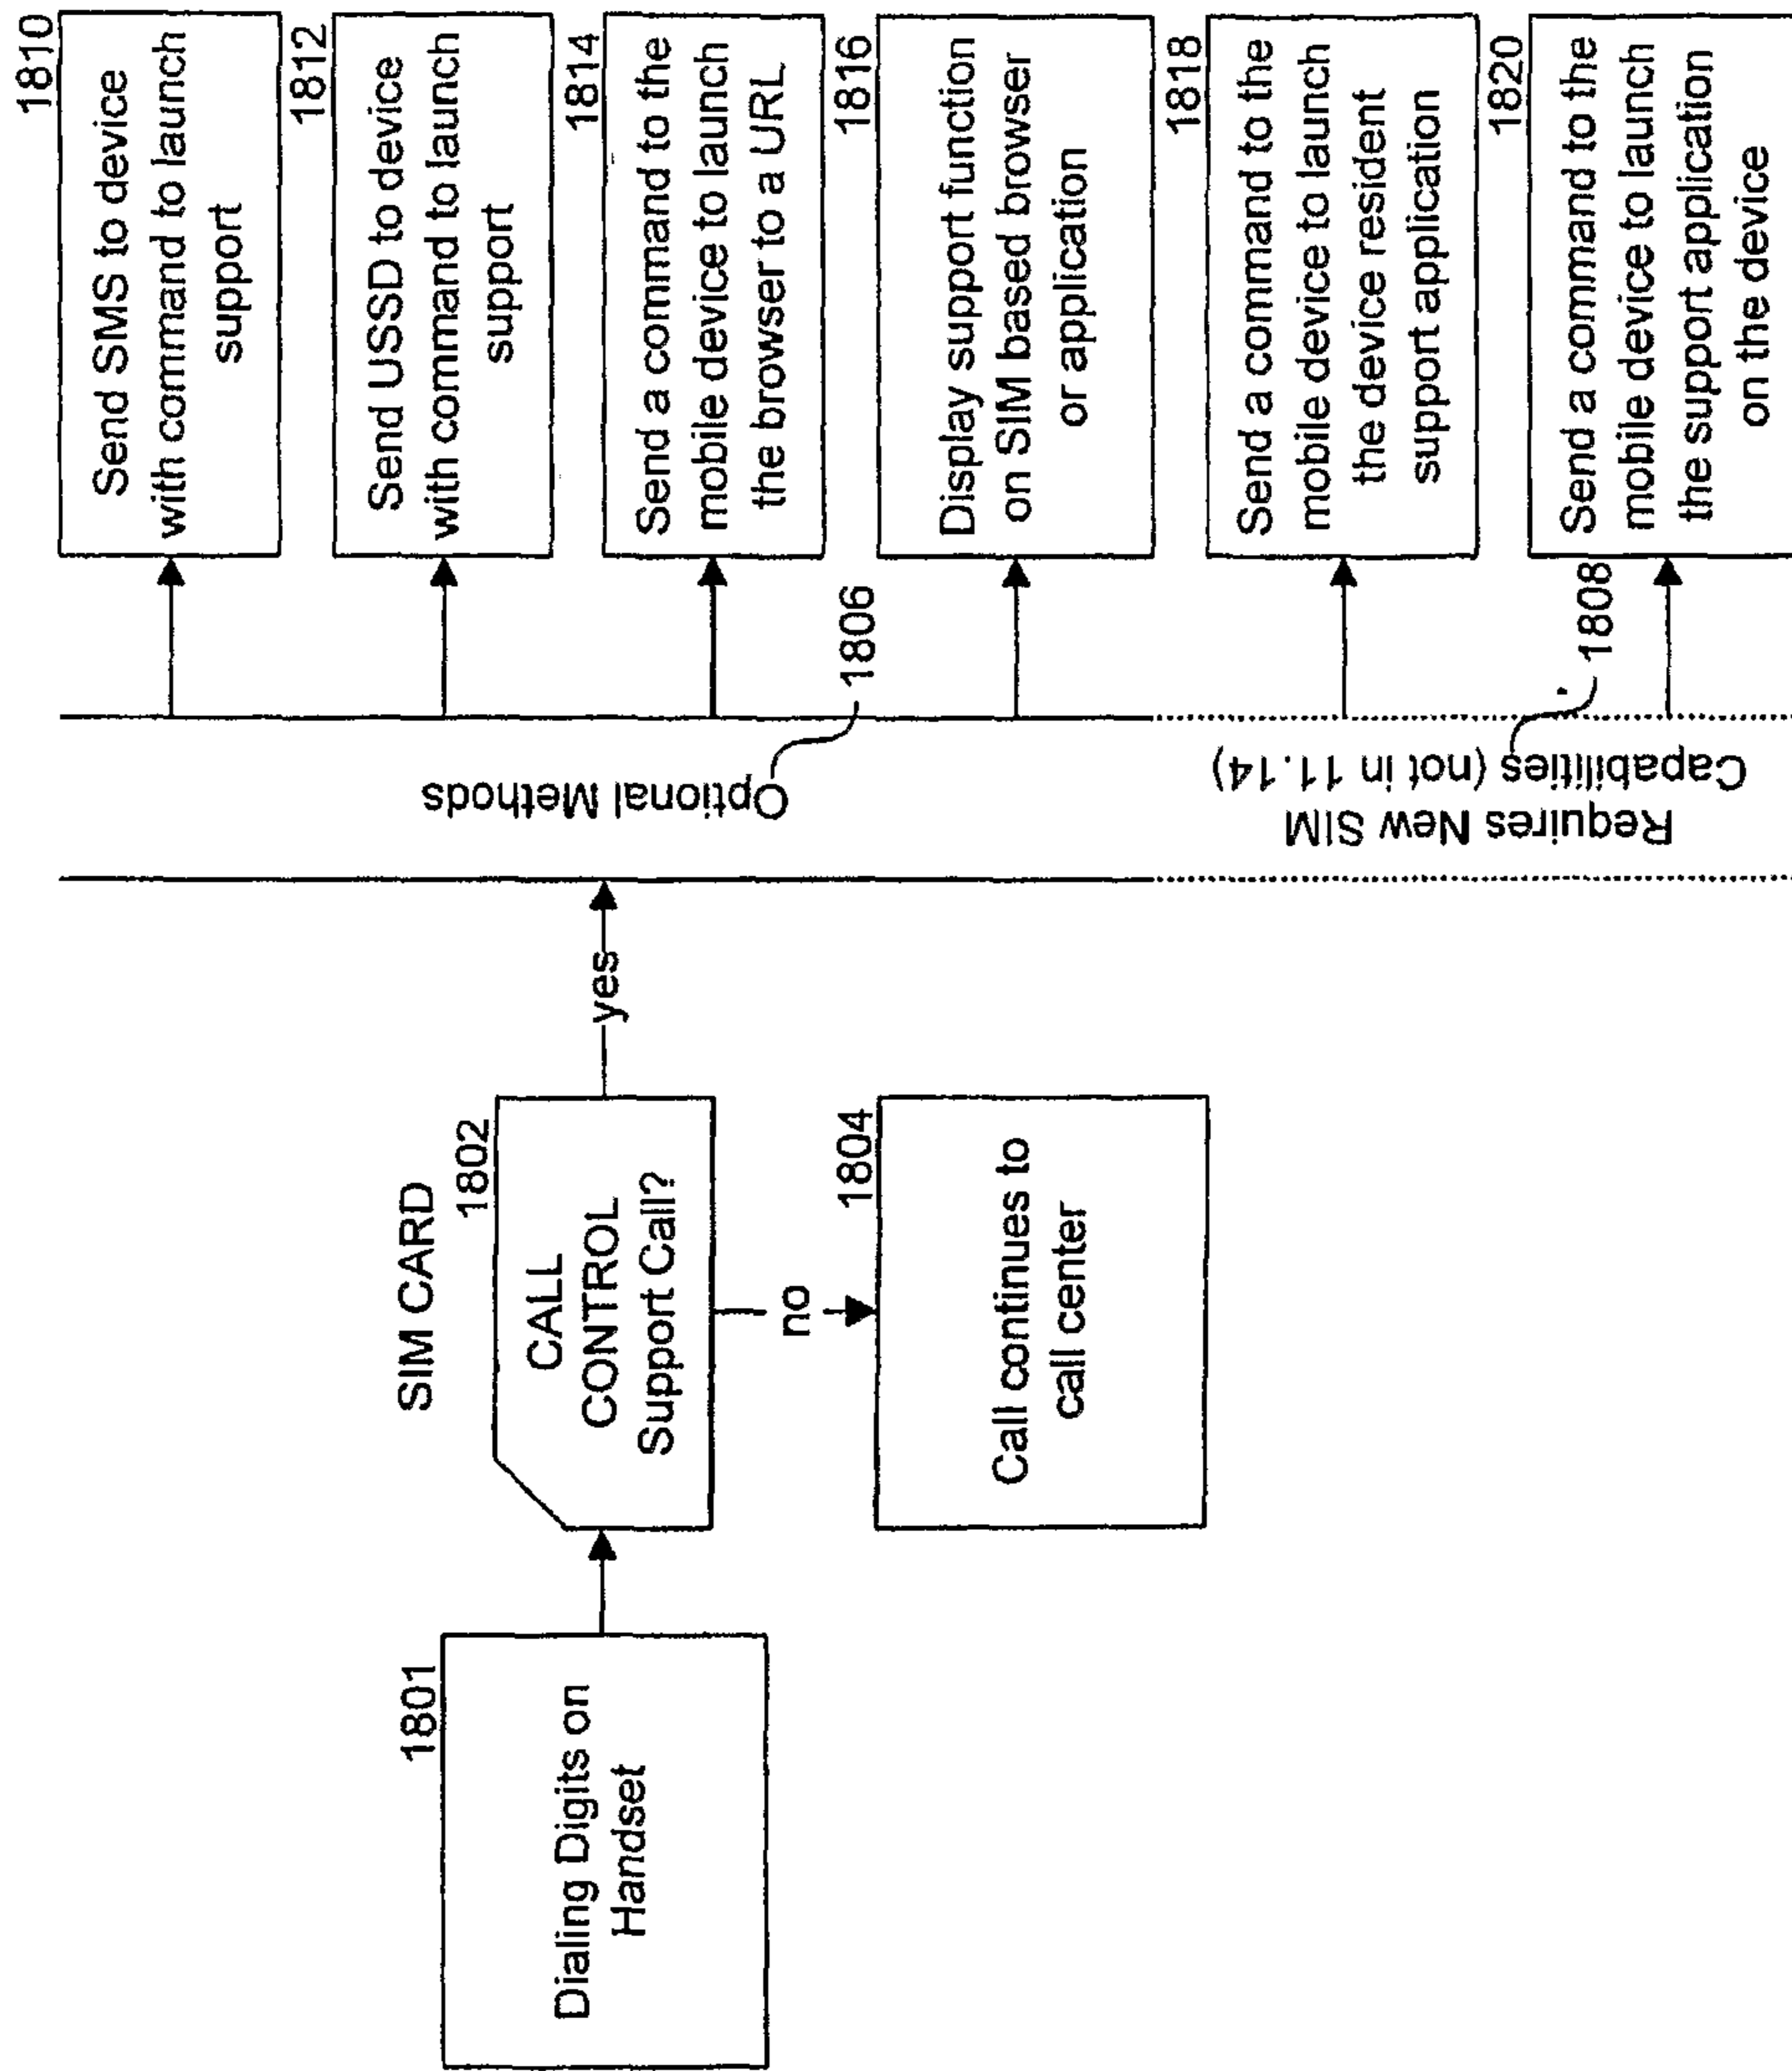 1801
Dialing Digits on
Handset
SIM CARD
1802
CALL
CONTROL
Support Call?
yes
no
1804
Call continues to
call center
Optional Methods
1806
Requires New SIM
Capabilities (not in 11.14)
1808
1810
Send SMS to device
with command to launch
support
1812
Send USSD to device
with command to launch
support
1814
Send a command to the
mobile device to launch
the browser to a URL
1816
Display support function
on SIM based browser
or application
1818
Send a command to the
mobile device to launch
the device resident
support application
1820
Send a command to the
mobile device to launch
the support application
on the device